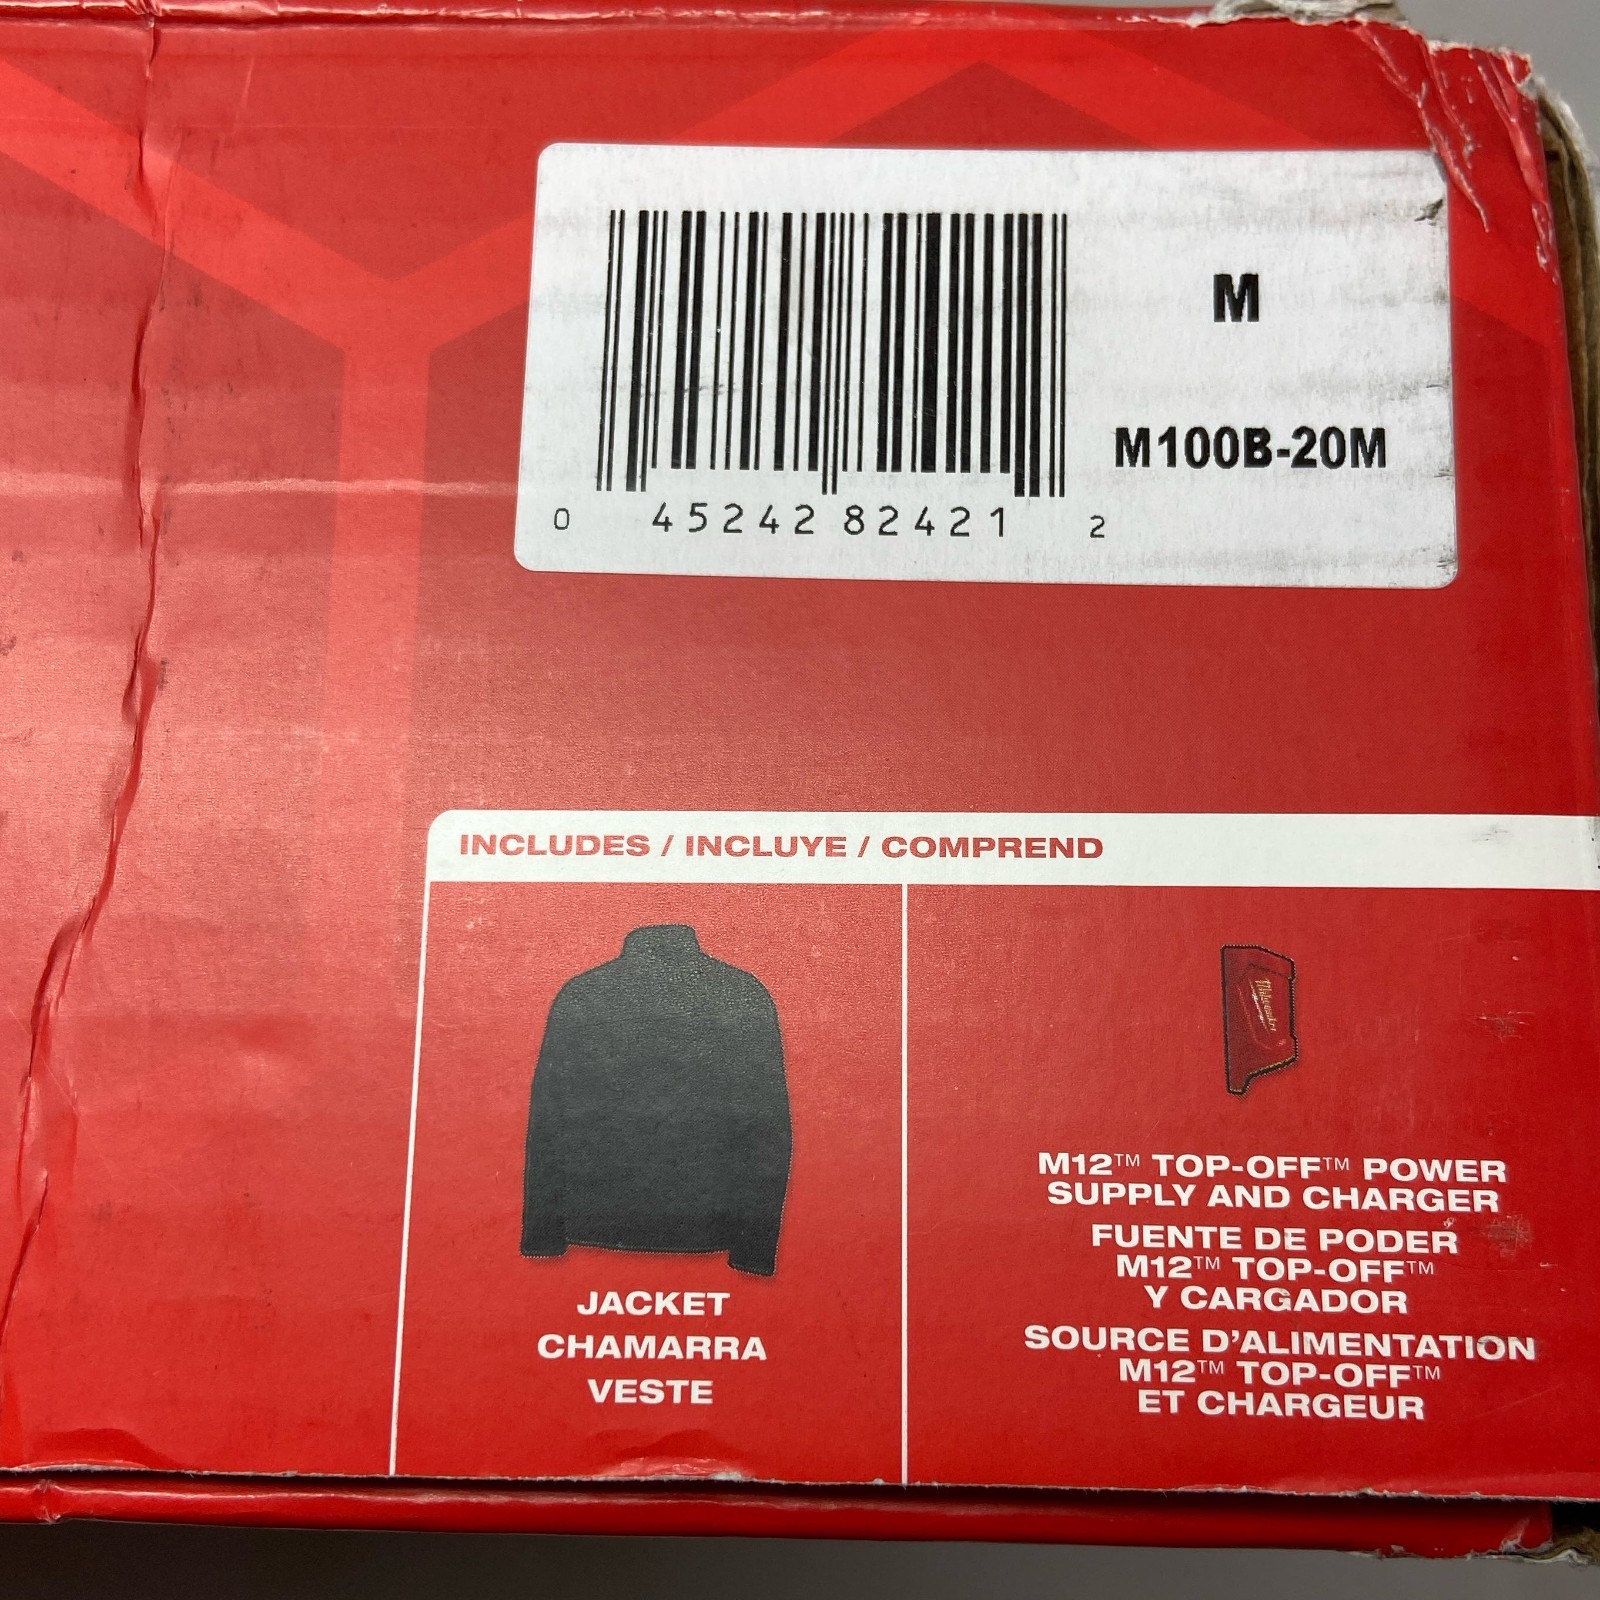 M
M100B-20M
0 45242 82421 2
INCLUDES / INCLUYE / COMPREND
JACKET
CHAMARRA
VESTE
Milwaukee
M12™ TOP-OFF™ POWER
SUPPLY AND CHARGER
FUENTE DE PODER
M12™ TOP-OFF™
Y CARGADOR
SOURCE D'ALIMENTATION
M12™ TOP-OFF™
ET CHARGEUR